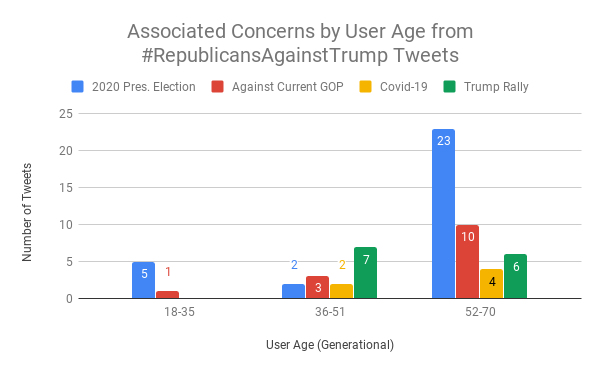 Associated Concerns by User Age from
#RepublicansAgainstTrump Tweets
2020 Pres. Election Against Current GOP Covid-19 Trump Rally
Number of Tweets
25
20
15
10
5
0
5 1
2 3 2 7
23 10 4 6
18-35 36-51 52-70
User Age (Generational)